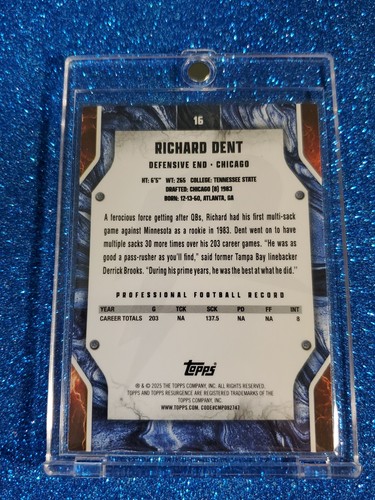 16
RICHARD DENT
DEFENSIVE END • CHICAGO
HT: 6'5" WT: 265 COLLEGE: TENNESSEE STATE
DRAFTED: CHICAGO (8) 1983
BORN: 12-13-60, ATLANTA, GA
A ferocious force getting after QBs, Richard had his first multi-sack
game against Minnesota as a rookie in 1983. Dent went on to have
multiple sacks 30 more times over his 203 career games. "He was as
good a pass-rusher as you'll find," said former Tampa Bay linebacker
Derrick Brooks. "During his prime years, he was the best at what he did."
PROFESSIONAL FOOTBALL RECORD
YEAR G TCK SACK PD FF INT
CAREER TOTALS 203 NA 137.5 NA NA 8
Topps
® & © 2025 THE TOPPS COMPANY, INC. ALL RIGHTS RESERVED.
TOPPS AND TOPPS RESURGENCE ARE REGISTERED TRADEMARKS OF THE
TOPPS COMPANY, INC.
WWW.TOPPS.COM. CODE#CMP092747